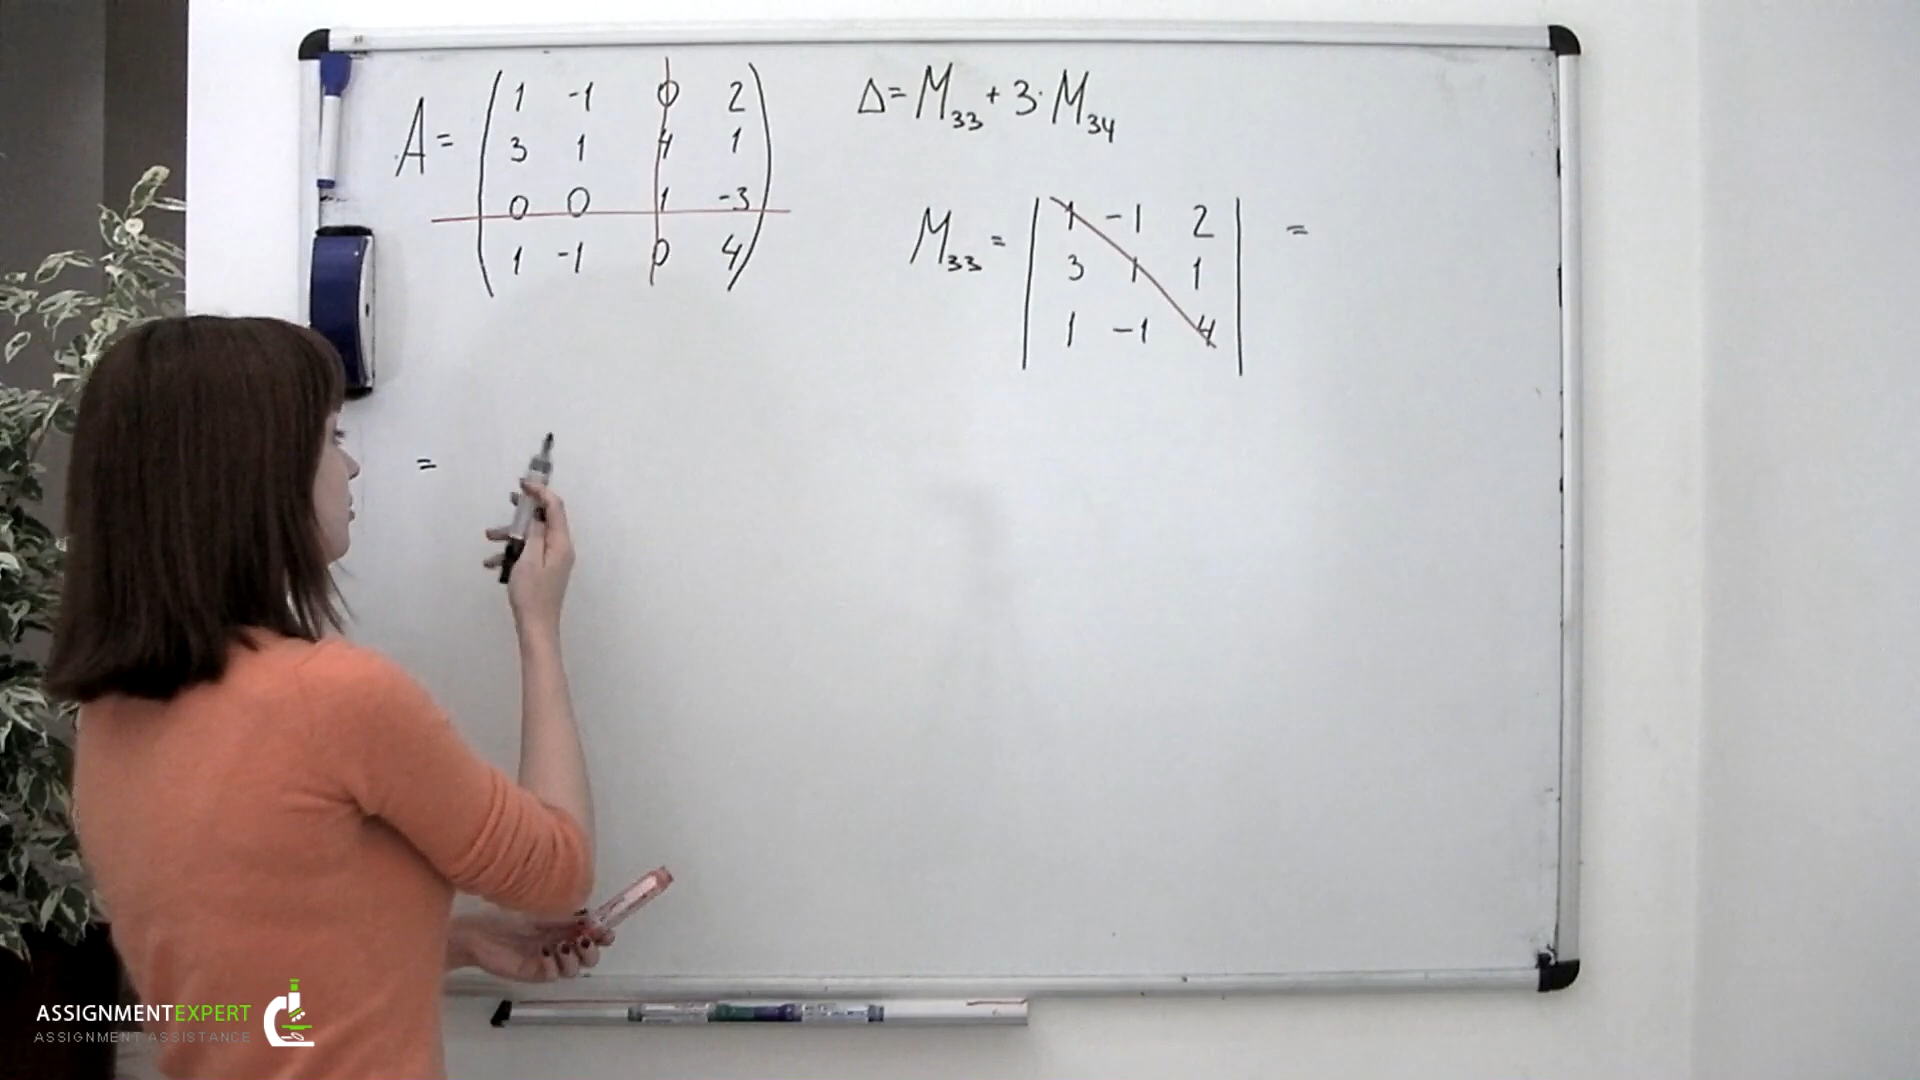 A = ( 1 -1 0 2
3 1 4 1
0 0 1 -3
1 -1 0 4 )
Δ = M33 + 3 · M34
M33 = | 1 -1 2 | =
3 1 1
1 -1 4
=
ASSIGNMENTEXPERT
ASSIGNMENT ASSISTANCE